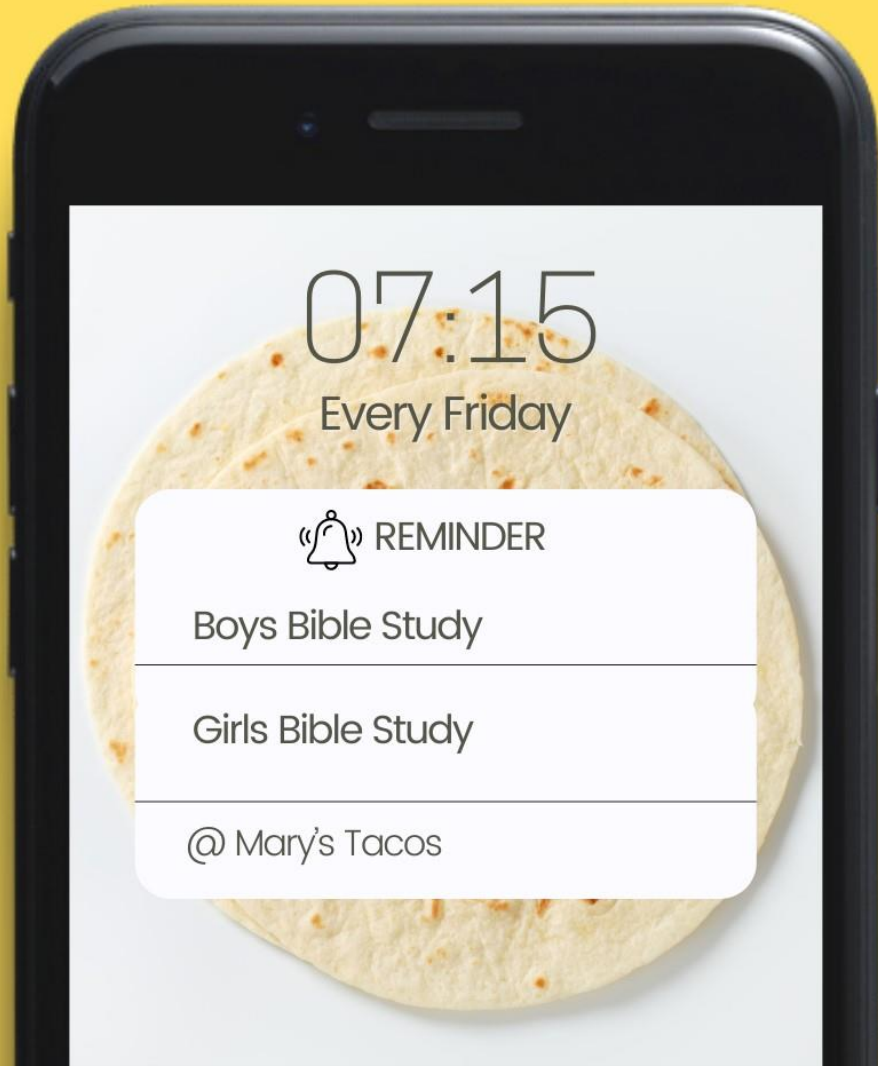 07:15
Every Friday
REMINDER
Boys Bible Study
Girls Bible Study
@ Mary's Tacos